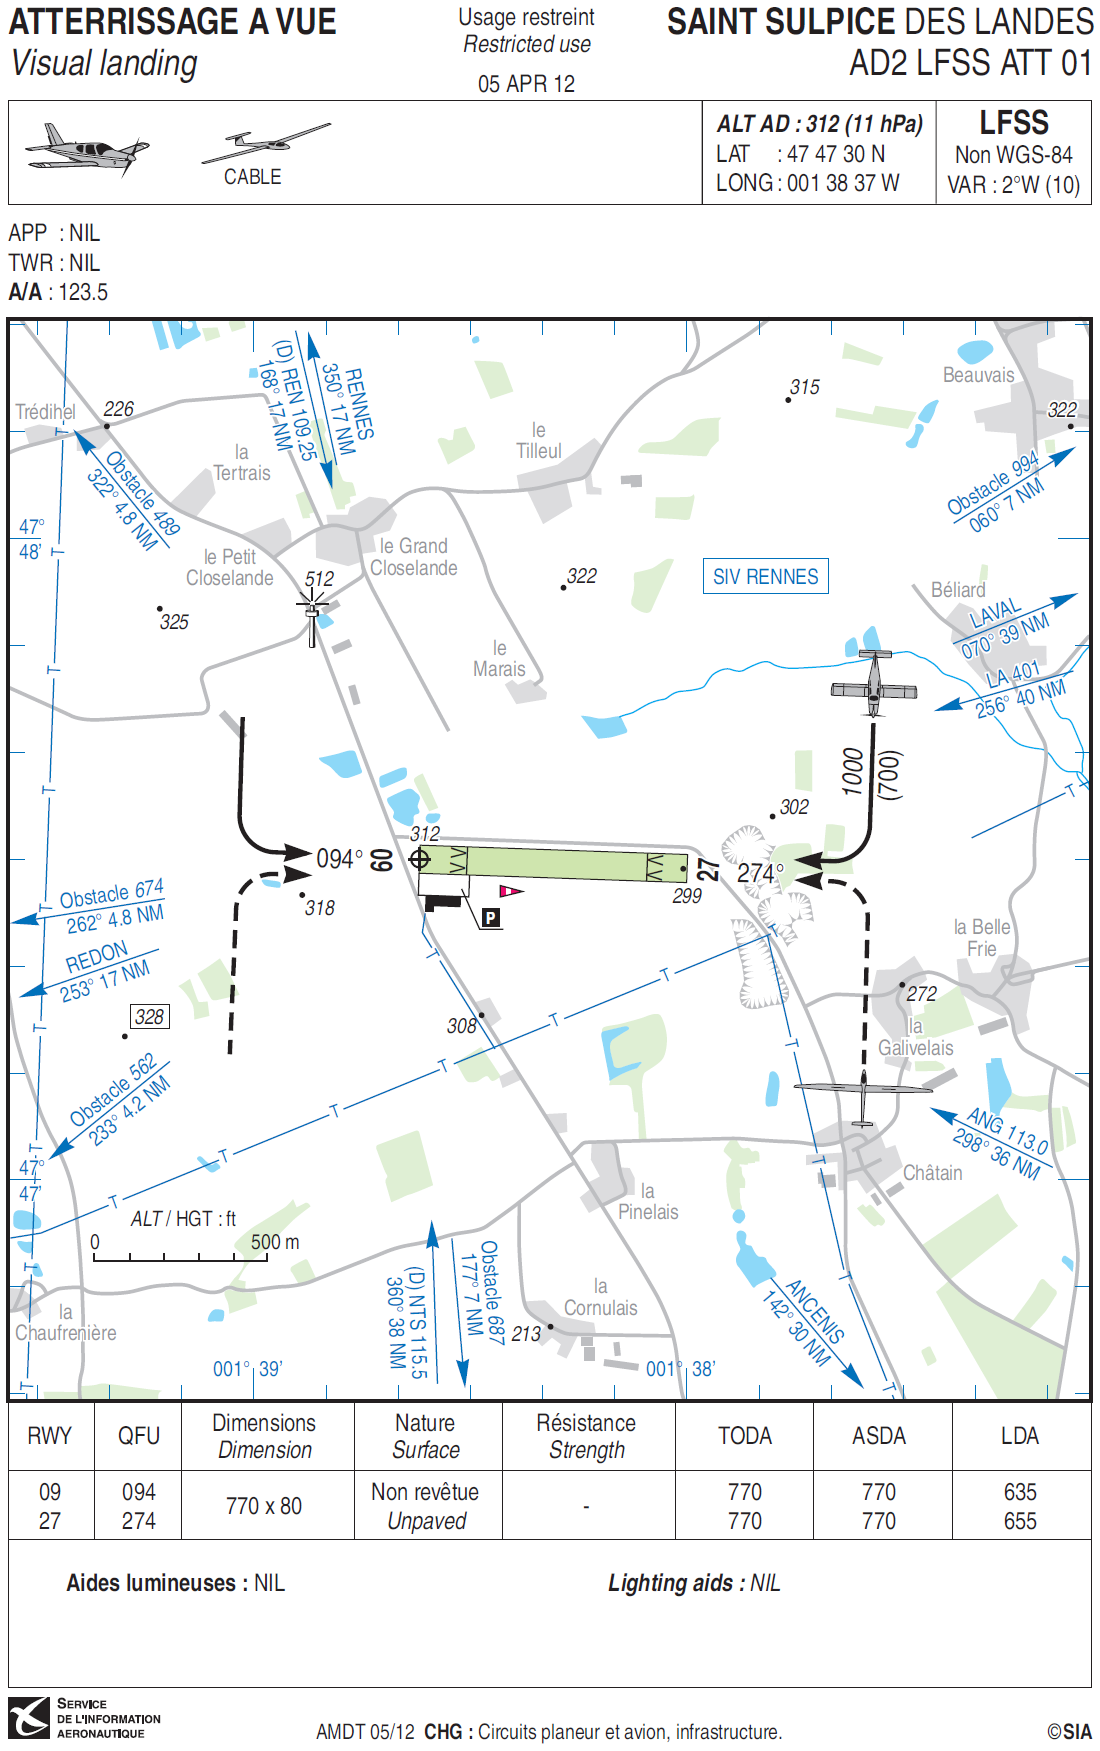 ATTERRISSAGE A VUE
Visual landing
Usage restreint
Restricted use
05 APR 12
SAINT SULPICE DES LANDES
AD2 LFSS ATT 01
CABLE
ALT AD : 312 (11 hPa)
LAT : 47 47 30 N
LONG : 001 38 37 W
LFSS
Non WGS-84
VAR : 2°W (10)
APP : NIL
TWR : NIL
A/A : 123.5
RENNES
350° 17 NM
(D) REN 109.25
168° 17 NM
315
Beauvais
322
Trédihel
226
la
Tertrais
le
Tilleul
Obstacle 489
322° 4.8 NM
Obstacle 994
060° 7 NM
47°
48'
le Petit
Closelande
le Grand
Closelande
512
322
SIV RENNES
Béliard
LAVAL
070° 39 NM
325
le
Marais
LA 401
256° 40 NM
1000
(700)
302
312
094°
09
27
274°
299
P
Obstacle 674
262° 4.8 NM
318
REDON
253° 17 NM
la Belle
Frie
272
328
308
la
Galivelais
Obstacle 562
233° 4.2 NM
ANG 113.0
298° 36 NM
47°
47'
Châtain
la
Pinelais
ALT / HGT : ft
0 500 m
(D) NTS 115.5
360° 38 NM
Obstacle 687
177° 7 NM
ANCENIS
142° 30 NM
la
Cornulais
213
la
Chaufrenière
001° 39'
001° 38'
T T T T T T T T T T T T T T T T T T T T T T
RWY QFU Dimensions Nature Résistance TODA ASDA LDA
Dimension Surface Strength
09 094 770 x 80 Non revêtue - 770 770 635
27 274 Unpaved 770 770 655
Aides lumineuses : NIL
Lighting aids : NIL
SERVICE
DE L'INFORMATION
AERONAUTIQUE
AMDT 05/12 CHG : Circuits planeur et avion, infrastructure.
©SIA